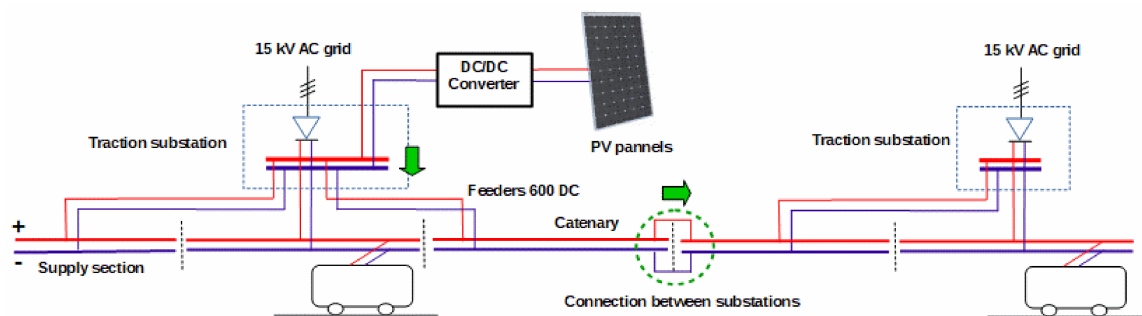 15 kV AC grid
15 kV AC grid
DC/DC
Converter
Traction substation
PV pannels
Traction substation
Feeders 600 DC
+
Catenary
-
Supply section
Connection between substations